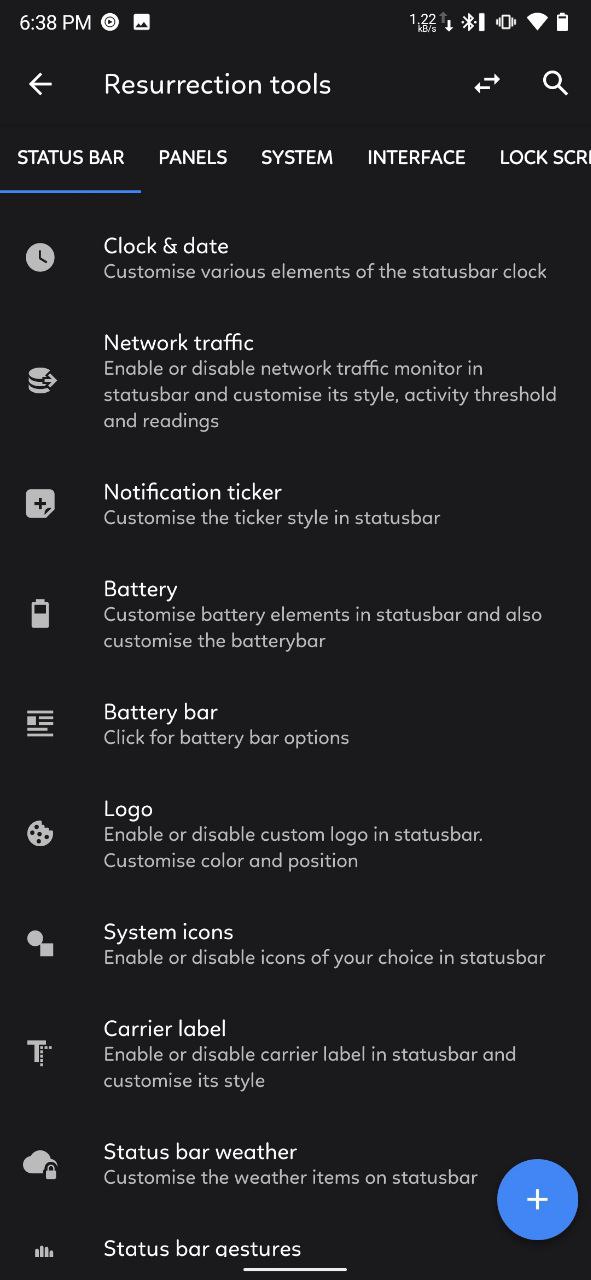 6:38 PM
1.22
kB/s
Resurrection tools
STATUS BAR PANELS SYSTEM INTERFACE LOCK SCRE
Clock & date
Customise various elements of the statusbar clock
Network traffic
Enable or disable network traffic monitor in
statusbar and customise its style, activity threshold
and readings
Notification ticker
Customise the ticker style in statusbar
Battery
Customise battery elements in statusbar and also
customise the batterybar
Battery bar
Click for battery bar options
Logo
Enable or disable custom logo in statusbar.
Customise color and position
System icons
Enable or disable icons of your choice in statusbar
Carrier label
Enable or disable carrier label in statusbar and
customise its style
Status bar weather
Customise the weather items on statusbar
Status bar gestures